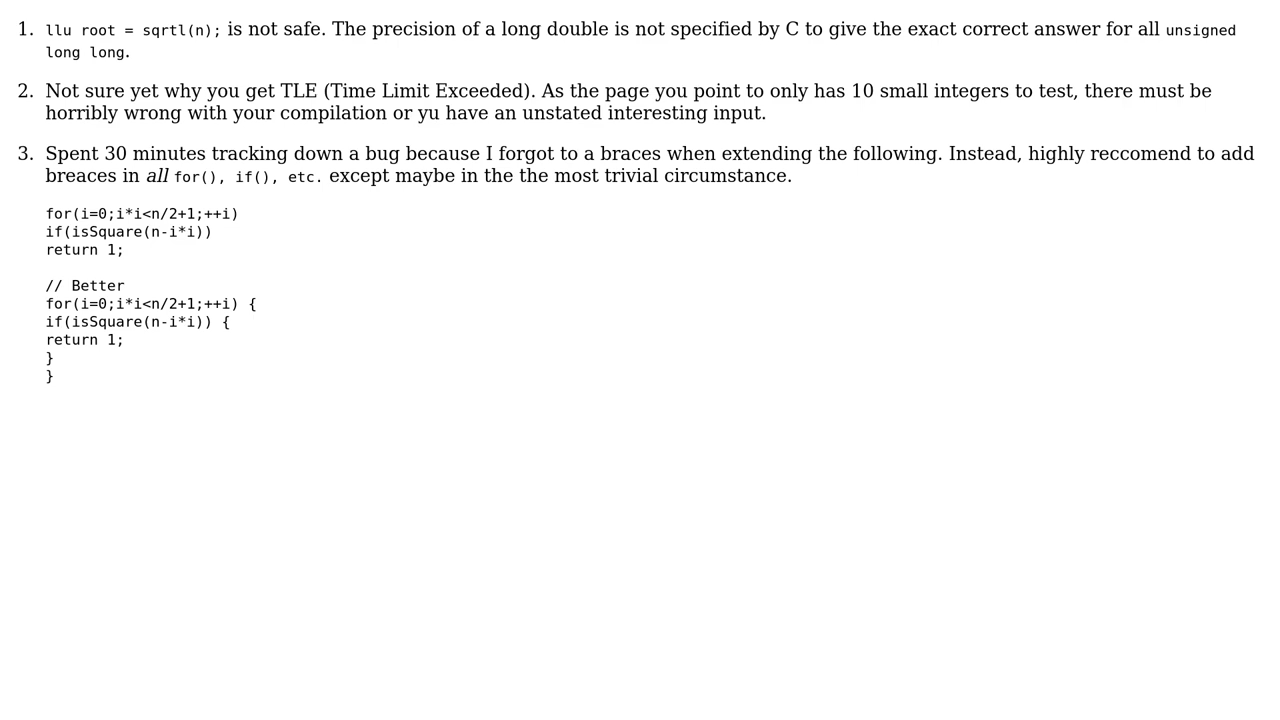 1. llu root = sqrtl(n); is not safe. The precision of a long double is not specified by C to give the exact correct answer for all unsigned
long long.
2. Not sure yet why you get TLE (Time Limit Exceeded). As the page you point to only has 10 small integers to test, there must be
horribly wrong with your compilation or yu have an unstated interesting input.
3. Spent 30 minutes tracking down a bug because I forgot to a braces when extending the following. Instead, highly reccomend to add
breaces in all for(), if(), etc. except maybe in the the most trivial circumstance.
for(i=0;i*i<n/2+1;++i)
if(isSquare(n-i*i))
return 1;
// Better
for(i=0;i*i<n/2+1;++i) {
if(isSquare(n-i*i)) {
return 1;
}
}